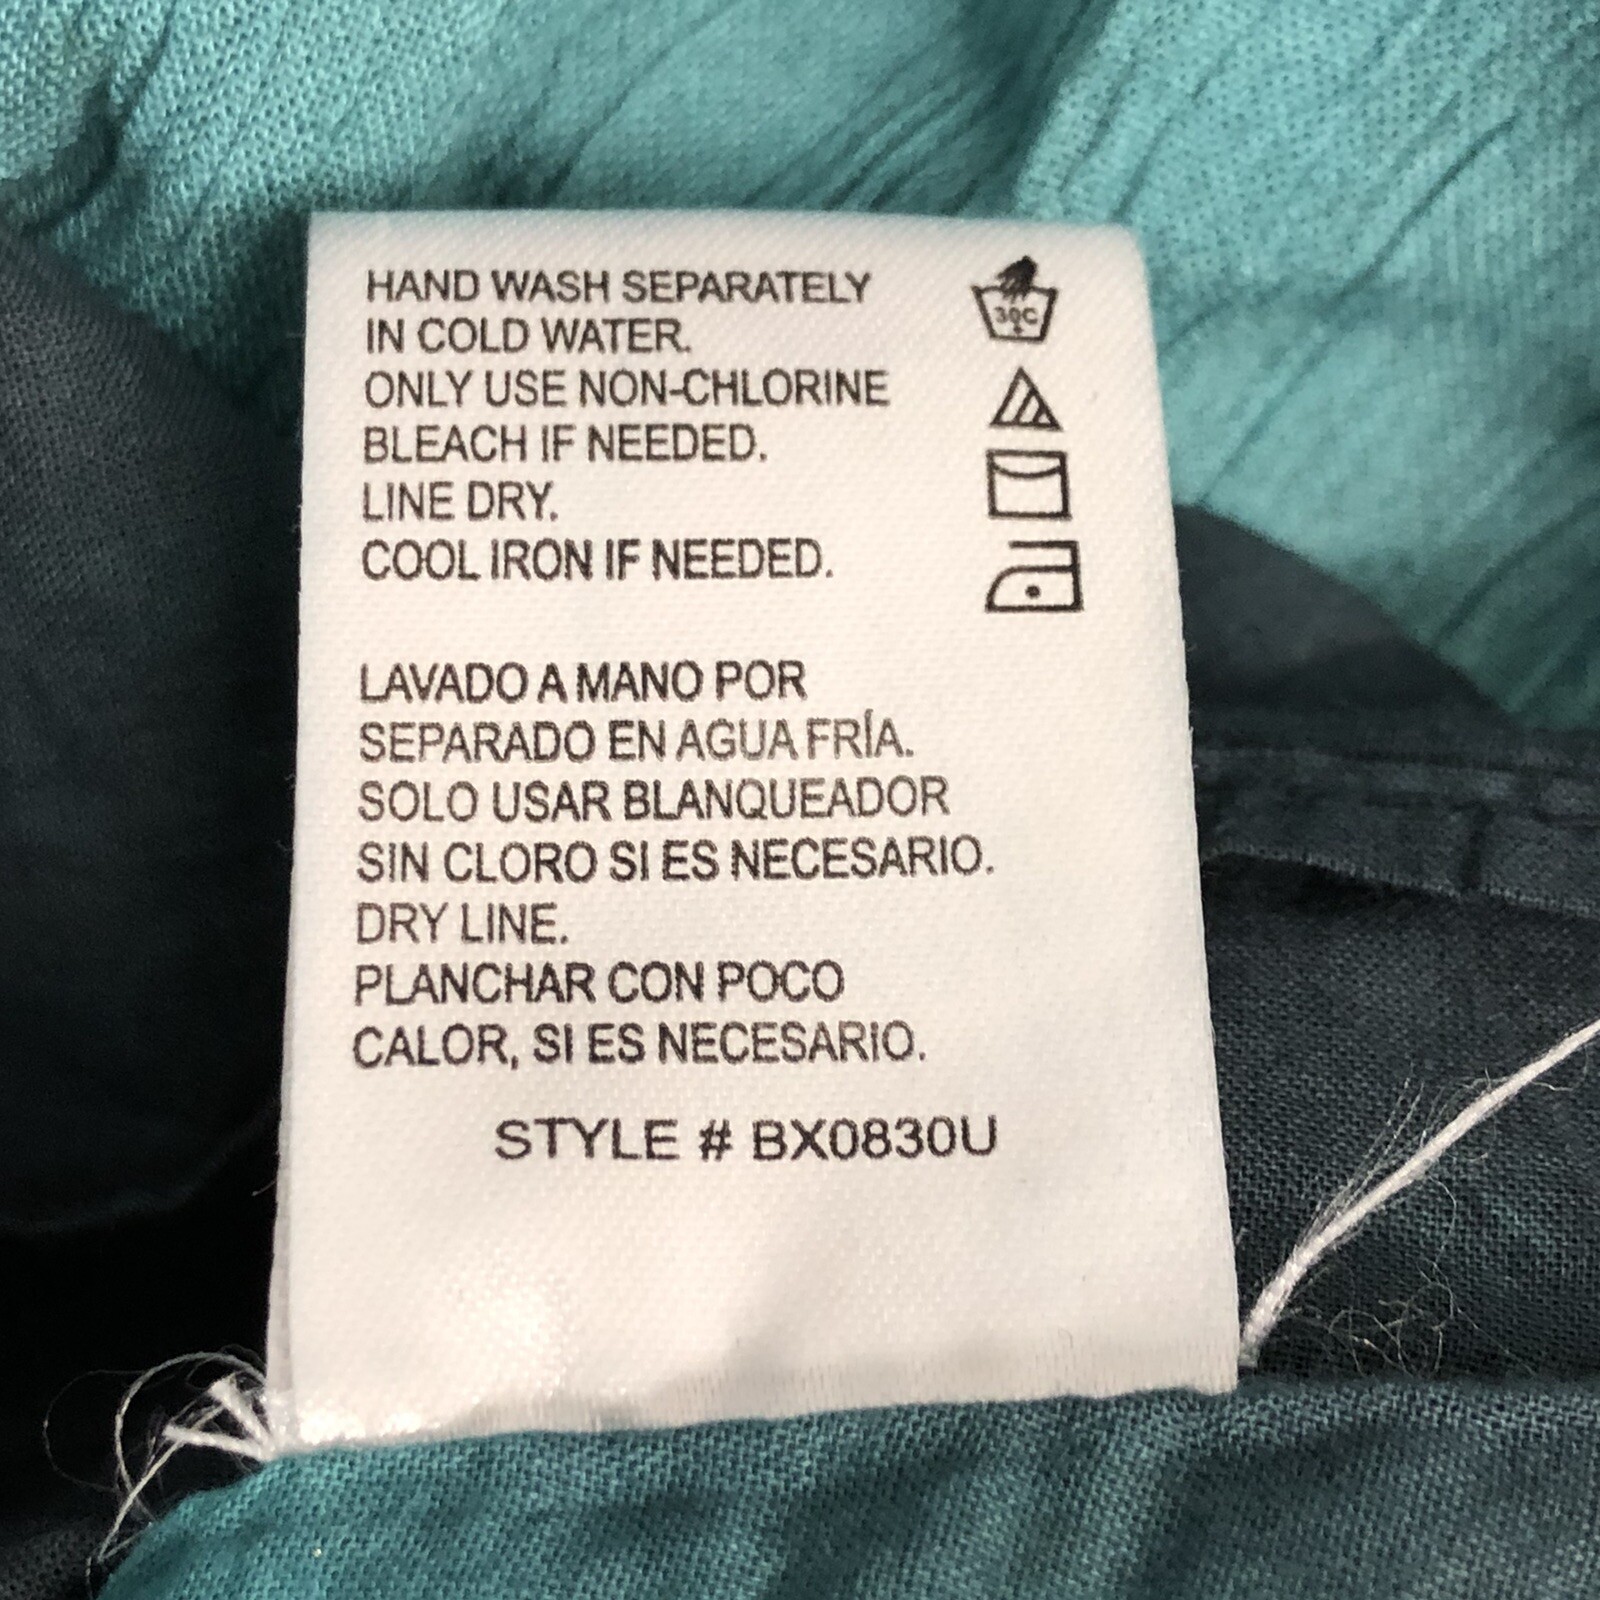 HAND WASH SEPARATELY
IN COLD WATER.
ONLY USE NON-CHLORINE
BLEACH IF NEEDED.
LINE DRY.
COOL IRON IF NEEDED.
30C
LAVADO A MANO POR
SEPARADO EN AGUA FRÍA.
SOLO USAR BLANQUEADOR
SIN CLORO SI ES NECESARIO.
DRY LINE.
PLANCHAR CON POCO
CALOR, SI ES NECESARIO.
STYLE # BX0830U